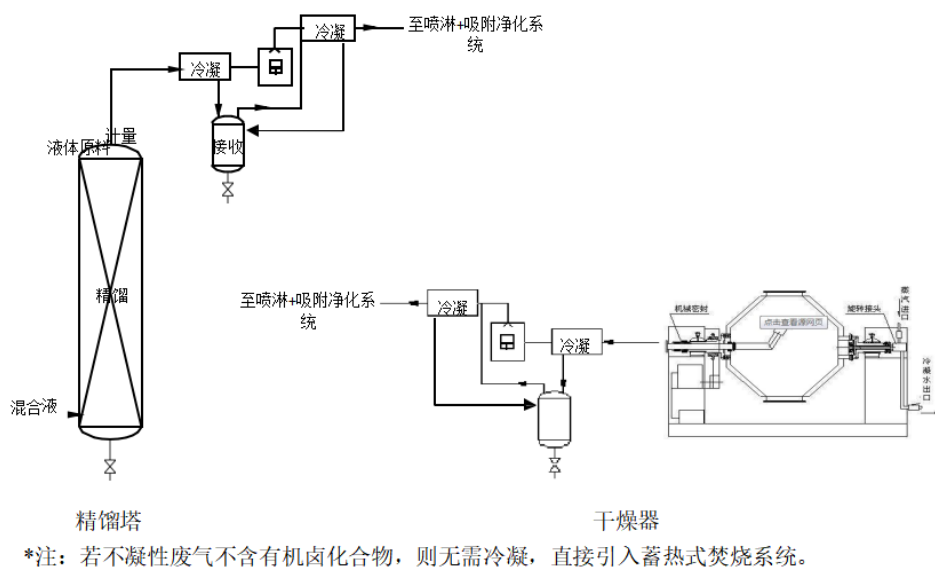 冷凝
至喷淋+吸附净化系
统
冷凝
计量
液体原料
接收
精馏
混合液
至喷淋+吸附净化系
统
冷凝
冷凝
机械密封
点击查看源网页
旋转接头
蒸汽进口
冷凝水出口
精馏塔
干燥器
*注：若不凝性废气不含有机卤化合物，则无需冷凝，直接引入蓄热式焚烧系统。